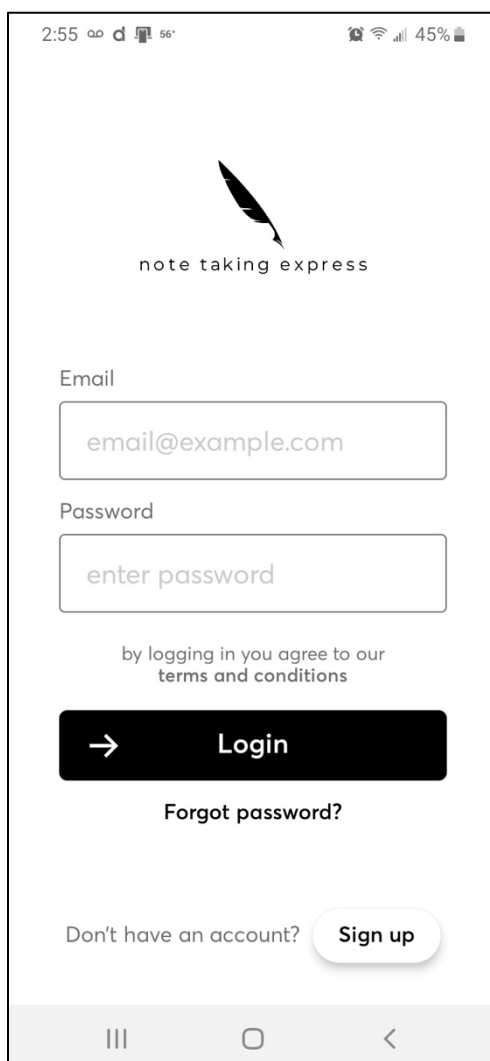 2:55 d 56° 45%
note taking express
Email
email@example.com
Password
enter password
by logging in you agree to our
terms and conditions
Login
Forgot password?
Don't have an account? Sign up